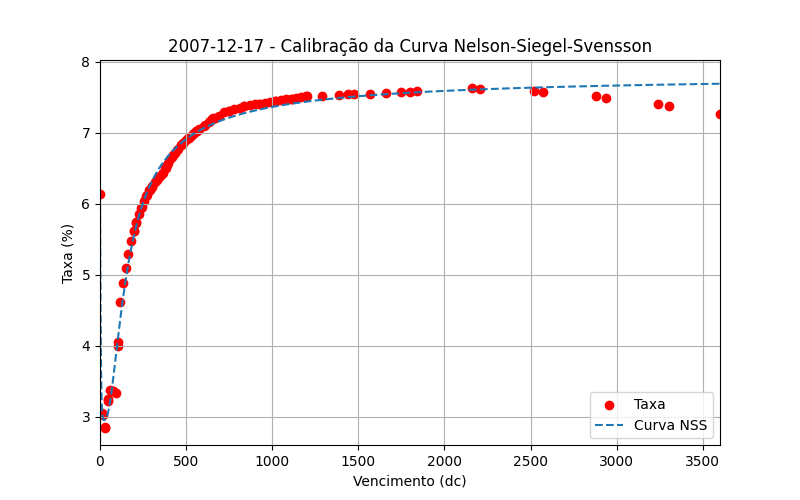 2007-12-17 - Calibração da Curva Nelson-Siegel-Svensson
8
7
6
5
4
3
Taxa (%)
Taxa
Curva NSS
0 500 1000 1500 2000 2500 3000 3500
Vencimento (dc)